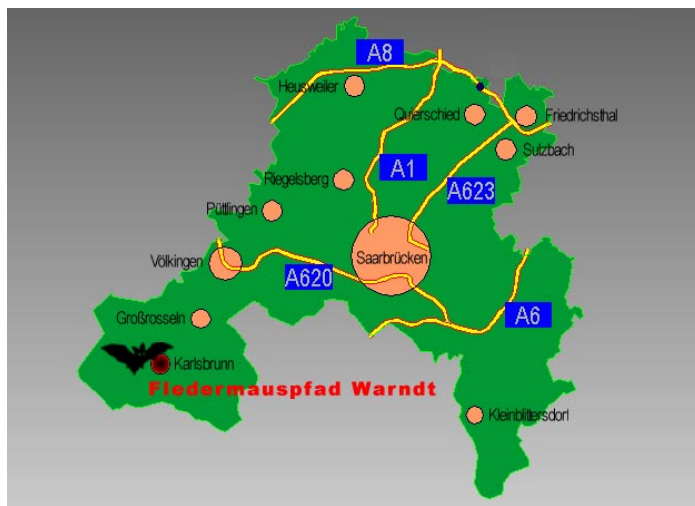 A8
Heusweiler
Quierschied
Friedrichsthal
Sulzbach
A1
Riegelsberg
A623
Püttlingen
Völkingen
Saarbrücken
A620
Großrosseln
A6
Karlsbrunn
Fledermauspfad Warndt
Kleinblittersdorf